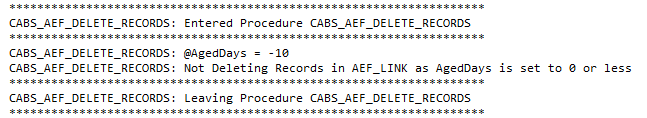 ****************************************************************
CABS_AEF_DELETE_RECORDS: Entered Procedure CABS_AEF_DELETE_RECORDS
****************************************************************
CABS_AEF_DELETE_RECORDS: @AgedDays = -10
CABS_AEF_DELETE_RECORDS: Not Deleting Records in AEF_LINK as AgedDays is set to 0 or less
****************************************************************
CABS_AEF_DELETE_RECORDS: Leaving Procedure CABS_AEF_DELETE_RECORDS
****************************************************************